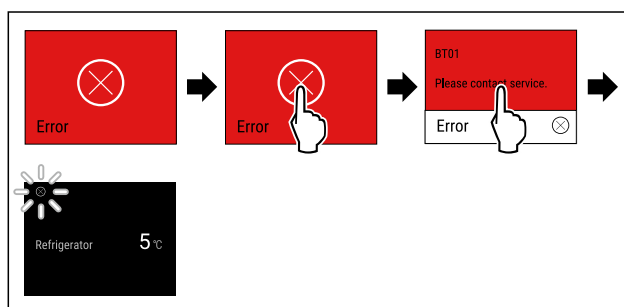 Error
Error
BT01
Please contact service.
Error
Refrigerator 5 °C